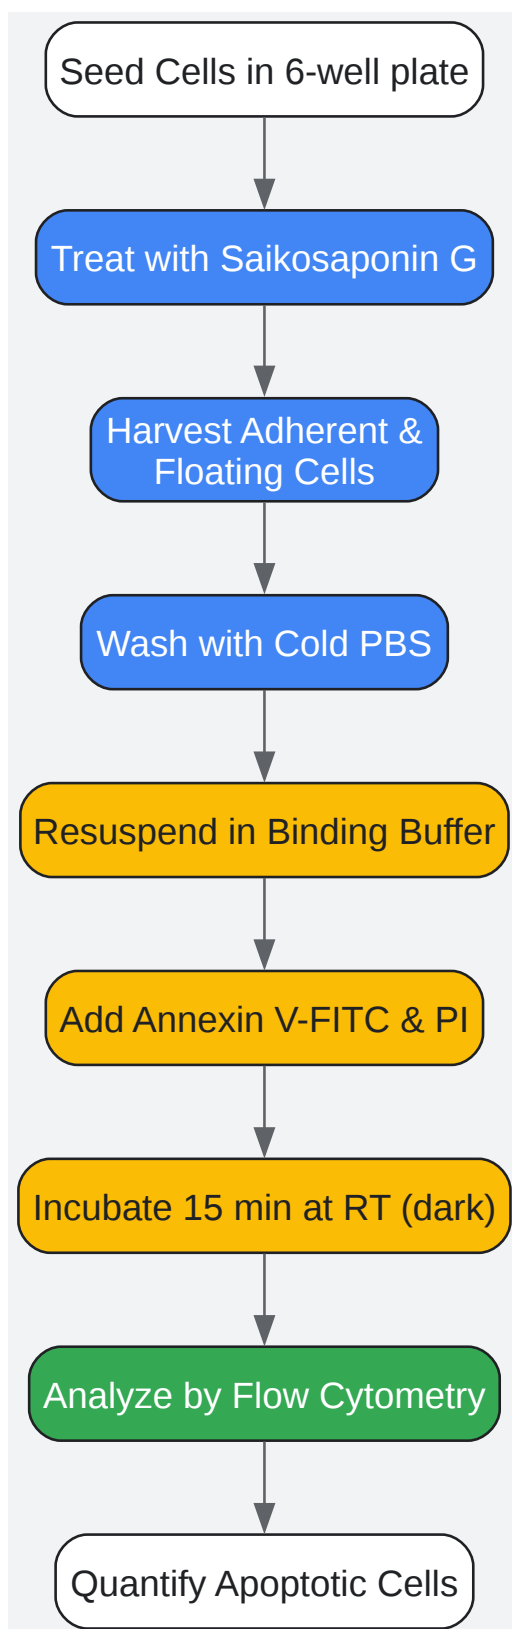 Seed Cells in 6-well plate
Treat with Saikosaponin G
Harvest Adherent &
Floating Cells
Wash with Cold PBS
Resuspend in Binding Buffer
Add Annexin V-FITC & PI
Incubate 15 min at RT (dark)
Analyze by Flow Cytometry
Quantify Apoptotic Cells